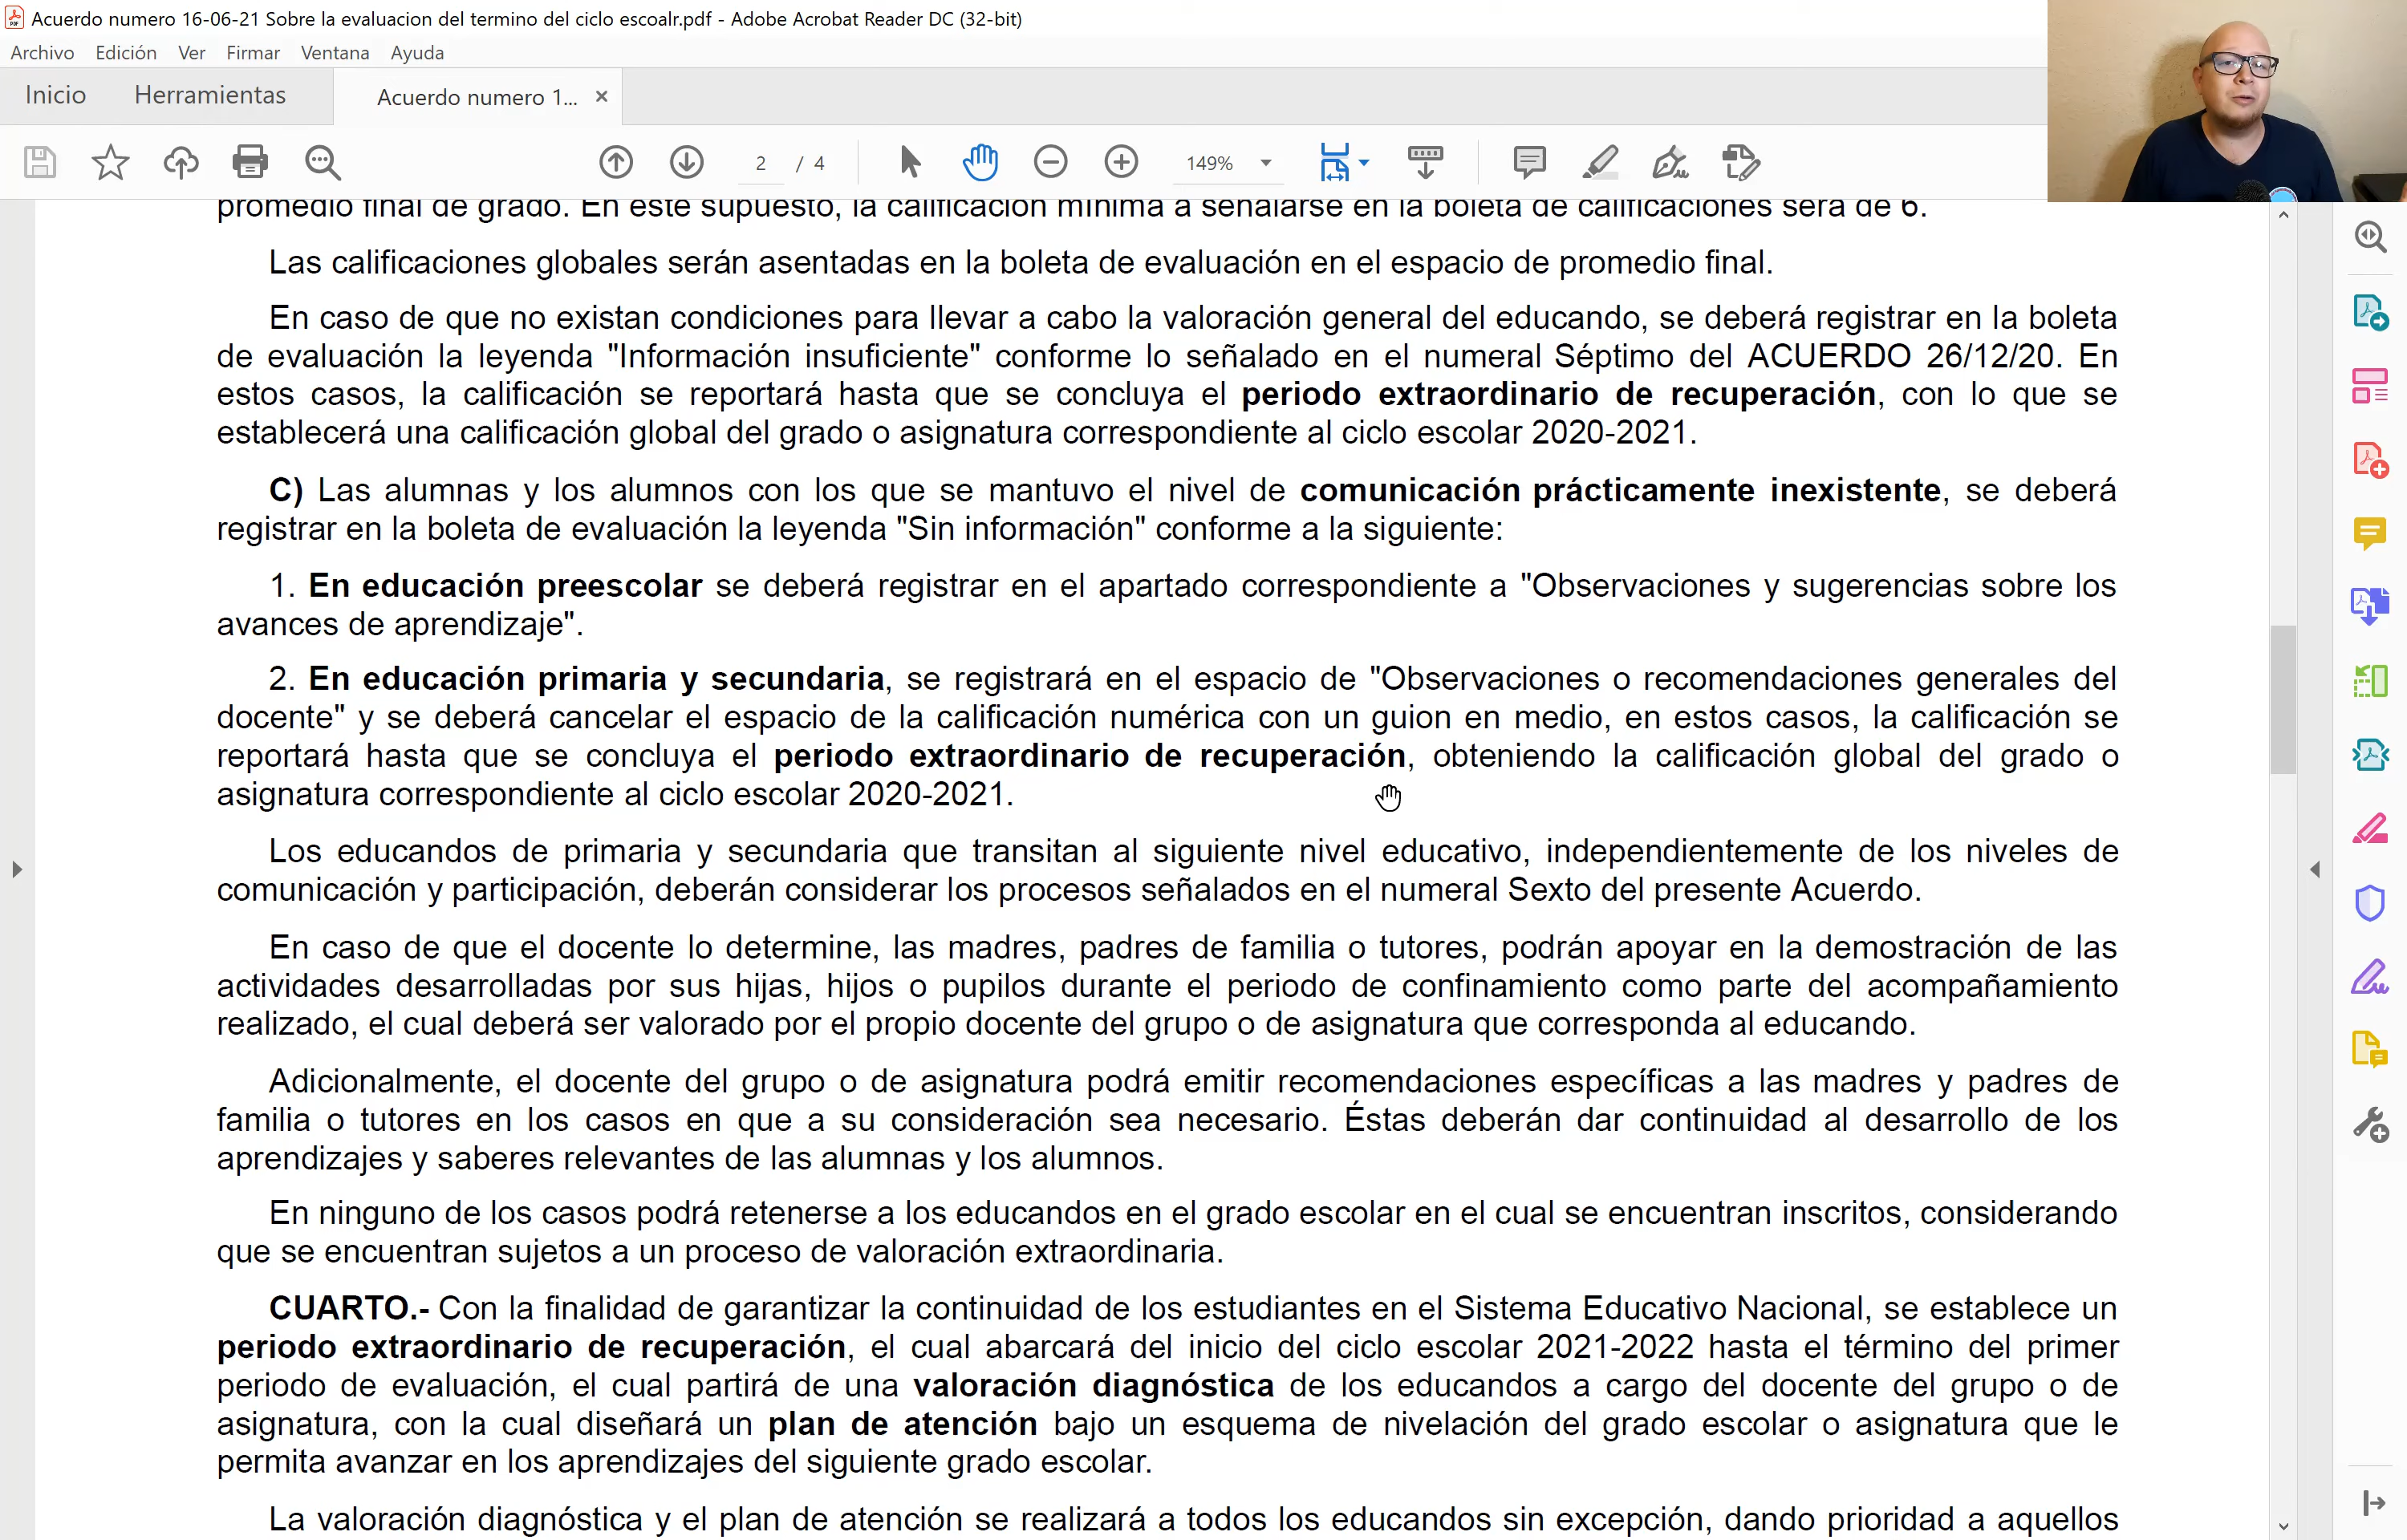 Acuerdo numero 16-06-21 Sobre la evaluacion del termino del ciclo escoalr.pdf - Adobe Acrobat Reader DC (32-bit)
Archivo Edición Ver Firmar Ventana Ayuda
Inicio Herramientas Acuerdo numero 1... ×
2 / 4 149%
promedio final de grado. En este supuesto, la calificación mínima a señalarse en la boleta de calificaciones será de 6.
Las calificaciones globales serán asentadas en la boleta de evaluación en el espacio de promedio final.
En caso de que no existan condiciones para llevar a cabo la valoración general del educando, se deberá registrar en la boleta
de evaluación la leyenda "Información insuficiente" conforme lo señalado en el numeral Séptimo del ACUERDO 26/12/20. En
estos casos, la calificación se reportará hasta que se concluya el periodo extraordinario de recuperación, con lo que se
establecerá una calificación global del grado o asignatura correspondiente al ciclo escolar 2020-2021.
C) Las alumnas y los alumnos con los que se mantuvo el nivel de comunicación prácticamente inexistente, se deberá
registrar en la boleta de evaluación la leyenda "Sin información" conforme a la siguiente:
1. En educación preescolar se deberá registrar en el apartado correspondiente a "Observaciones y sugerencias sobre los
avances de aprendizaje".
2. En educación primaria y secundaria, se registrará en el espacio de "Observaciones o recomendaciones generales del
docente" y se deberá cancelar el espacio de la calificación numérica con un guion en medio, en estos casos, la calificación se
reportará hasta que se concluya el periodo extraordinario de recuperación, obteniendo la calificación global del grado o
asignatura correspondiente al ciclo escolar 2020-2021.
Los educandos de primaria y secundaria que transitan al siguiente nivel educativo, independientemente de los niveles de
comunicación y participación, deberán considerar los procesos señalados en el numeral Sexto del presente Acuerdo.
En caso de que el docente lo determine, las madres, padres de familia o tutores, podrán apoyar en la demostración de las
actividades desarrolladas por sus hijas, hijos o pupilos durante el periodo de confinamiento como parte del acompañamiento
realizado, el cual deberá ser valorado por el propio docente del grupo o de asignatura que corresponda al educando.
Adicionalmente, el docente del grupo o de asignatura podrá emitir recomendaciones específicas a las madres y padres de
familia o tutores en los casos en que a su consideración sea necesario. Éstas deberán dar continuidad al desarrollo de los
aprendizajes y saberes relevantes de las alumnas y los alumnos.
En ninguno de los casos podrá retenerse a los educandos en el grado escolar en el cual se encuentran inscritos, considerando
que se encuentran sujetos a un proceso de valoración extraordinaria.
CUARTO.- Con la finalidad de garantizar la continuidad de los estudiantes en el Sistema Educativo Nacional, se establece un
periodo extraordinario de recuperación, el cual abarcará del inicio del ciclo escolar 2021-2022 hasta el término del primer
periodo de evaluación, el cual partirá de una valoración diagnóstica de los educandos a cargo del docente del grupo o de
asignatura, con la cual diseñará un plan de atención bajo un esquema de nivelación del grado escolar o asignatura que le
permita avanzar en los aprendizajes del siguiente grado escolar.
La valoración diagnóstica y el plan de atención se realizará a todos los educandos sin excepción, dando prioridad a aquellos